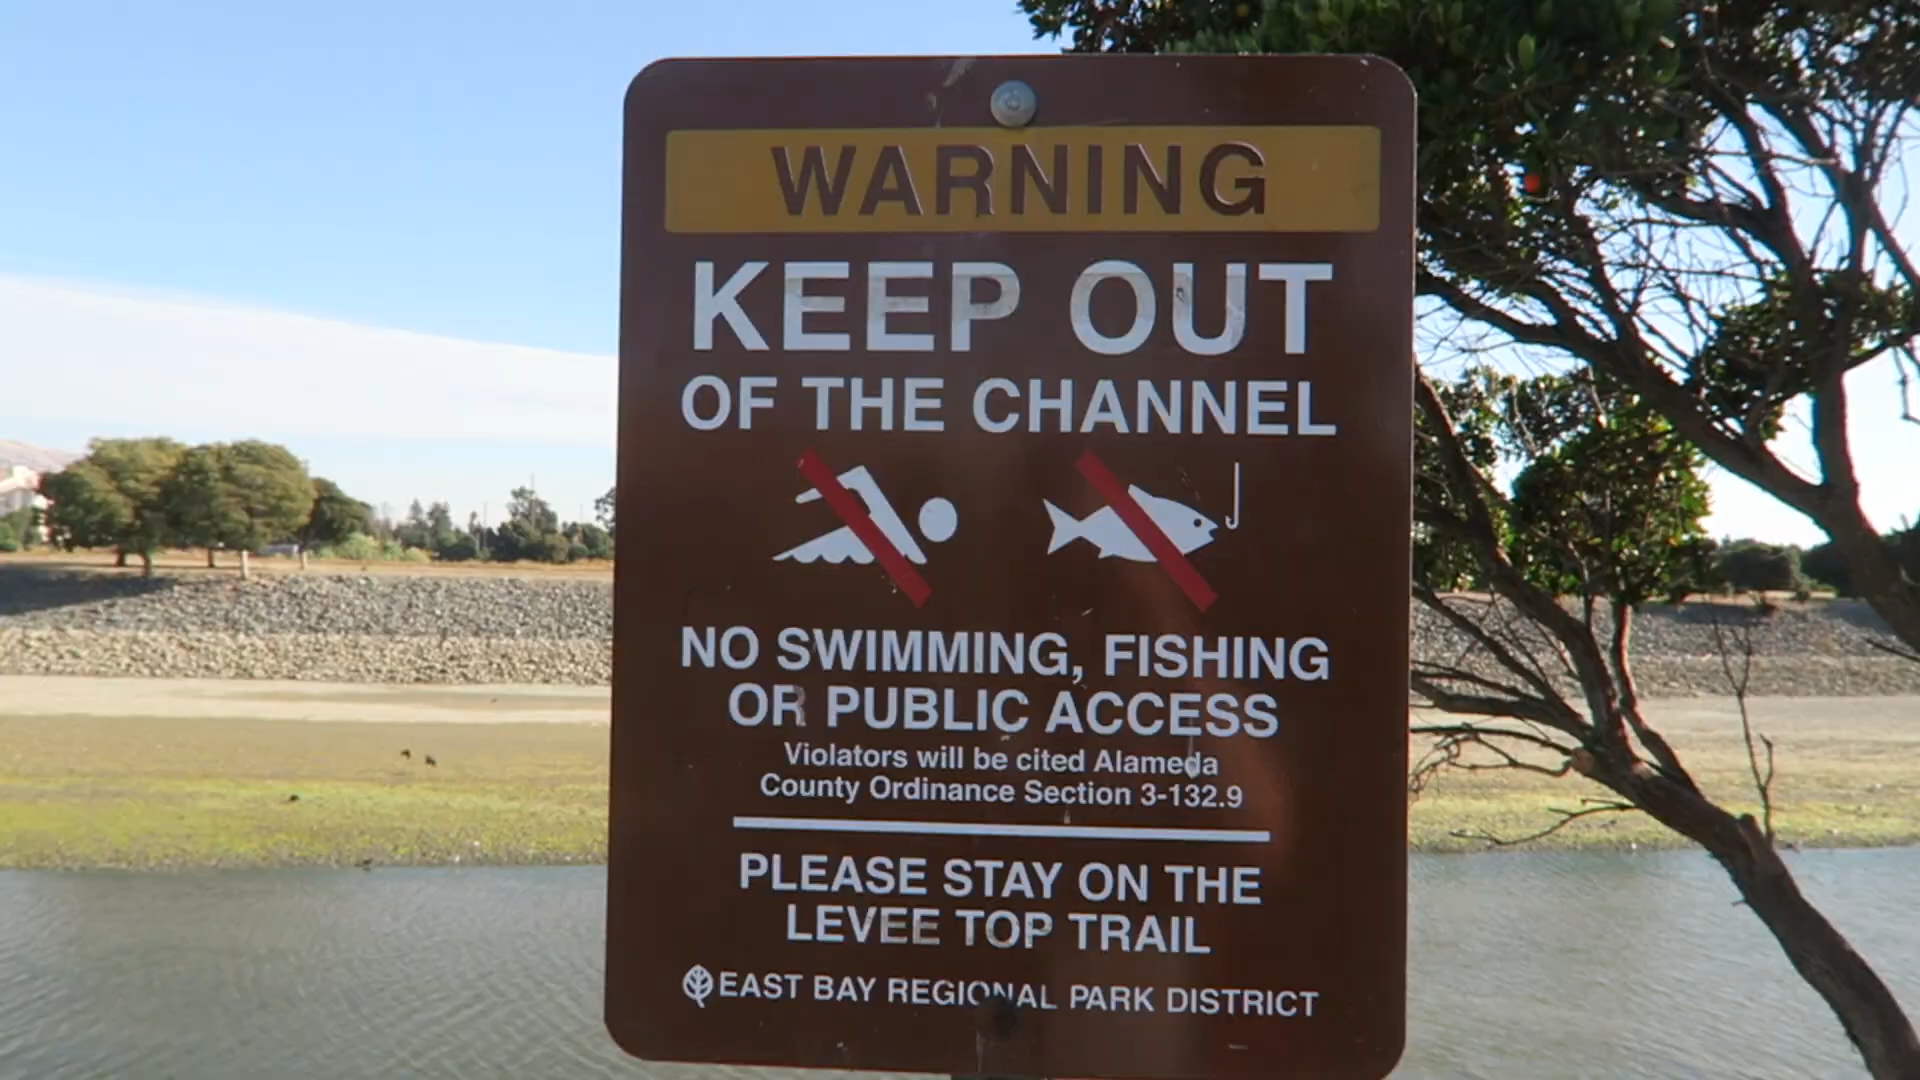 WARNING
KEEP OUT
OF THE CHANNEL
NO SWIMMING, FISHING
OR PUBLIC ACCESS
Violators will be cited Alameda
County Ordinance Section 3-132.9
PLEASE STAY ON THE
LEVEE TOP TRAIL
EAST BAY REGIONAL PARK DISTRICT